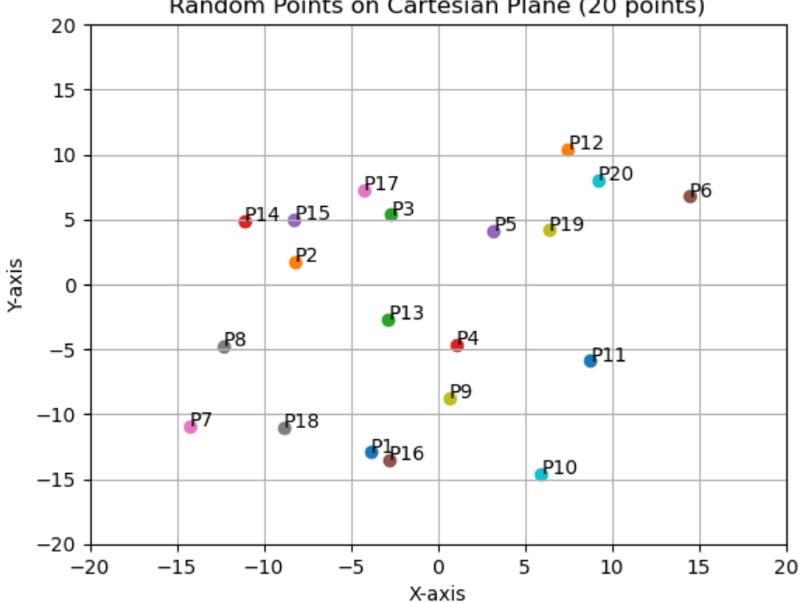 Random Points on Cartesian Plane (20 points)
20
15
10
5
0
−5
−10
−15
−20
Y-axis
P12
P20
P6
P17
P3
P14
P15
P5
P19
P2
P13
P8
P4
P11
P9
P7
P18
P1
P16
P10
−20 −15 −10 −5 0 5 10 15 20
X-axis